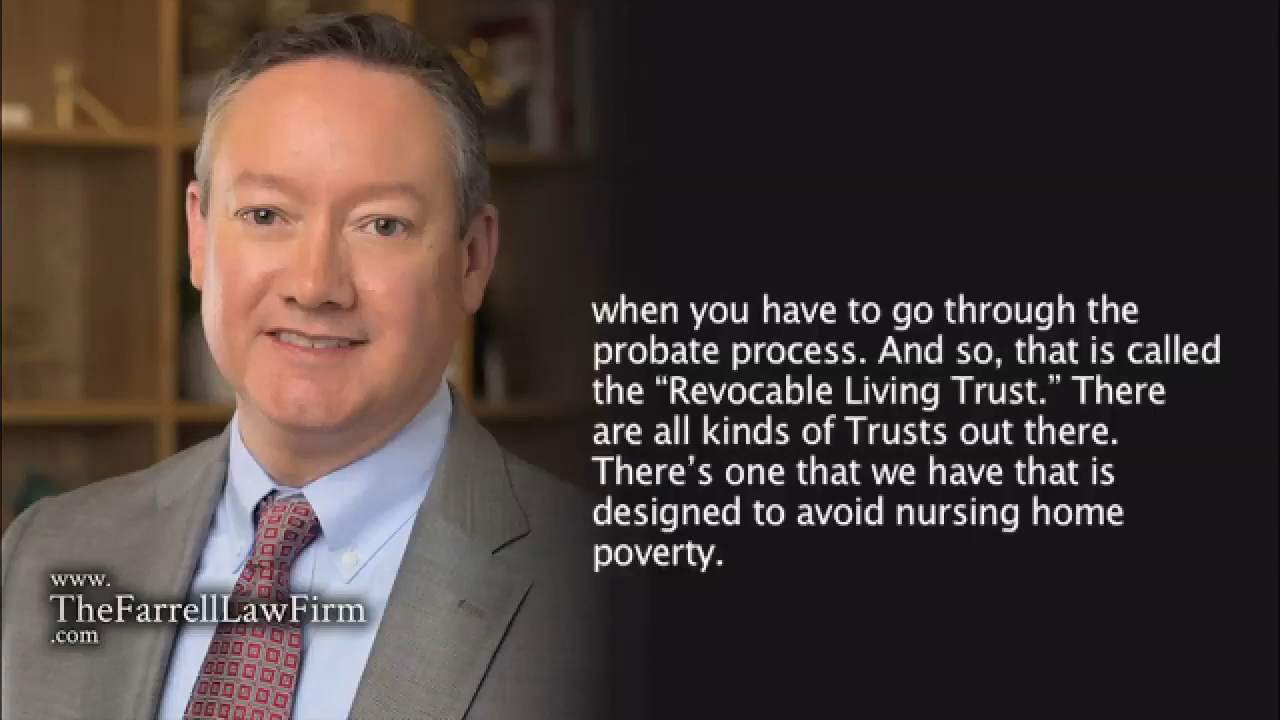 when you have to go through the
probate process. And so, that is called
the “Revocable Living Trust.” There
are all kinds of Trusts out there.
There’s one that we have that is
designed to avoid nursing home
poverty.
www.
TheFarrellLawFirm
.com